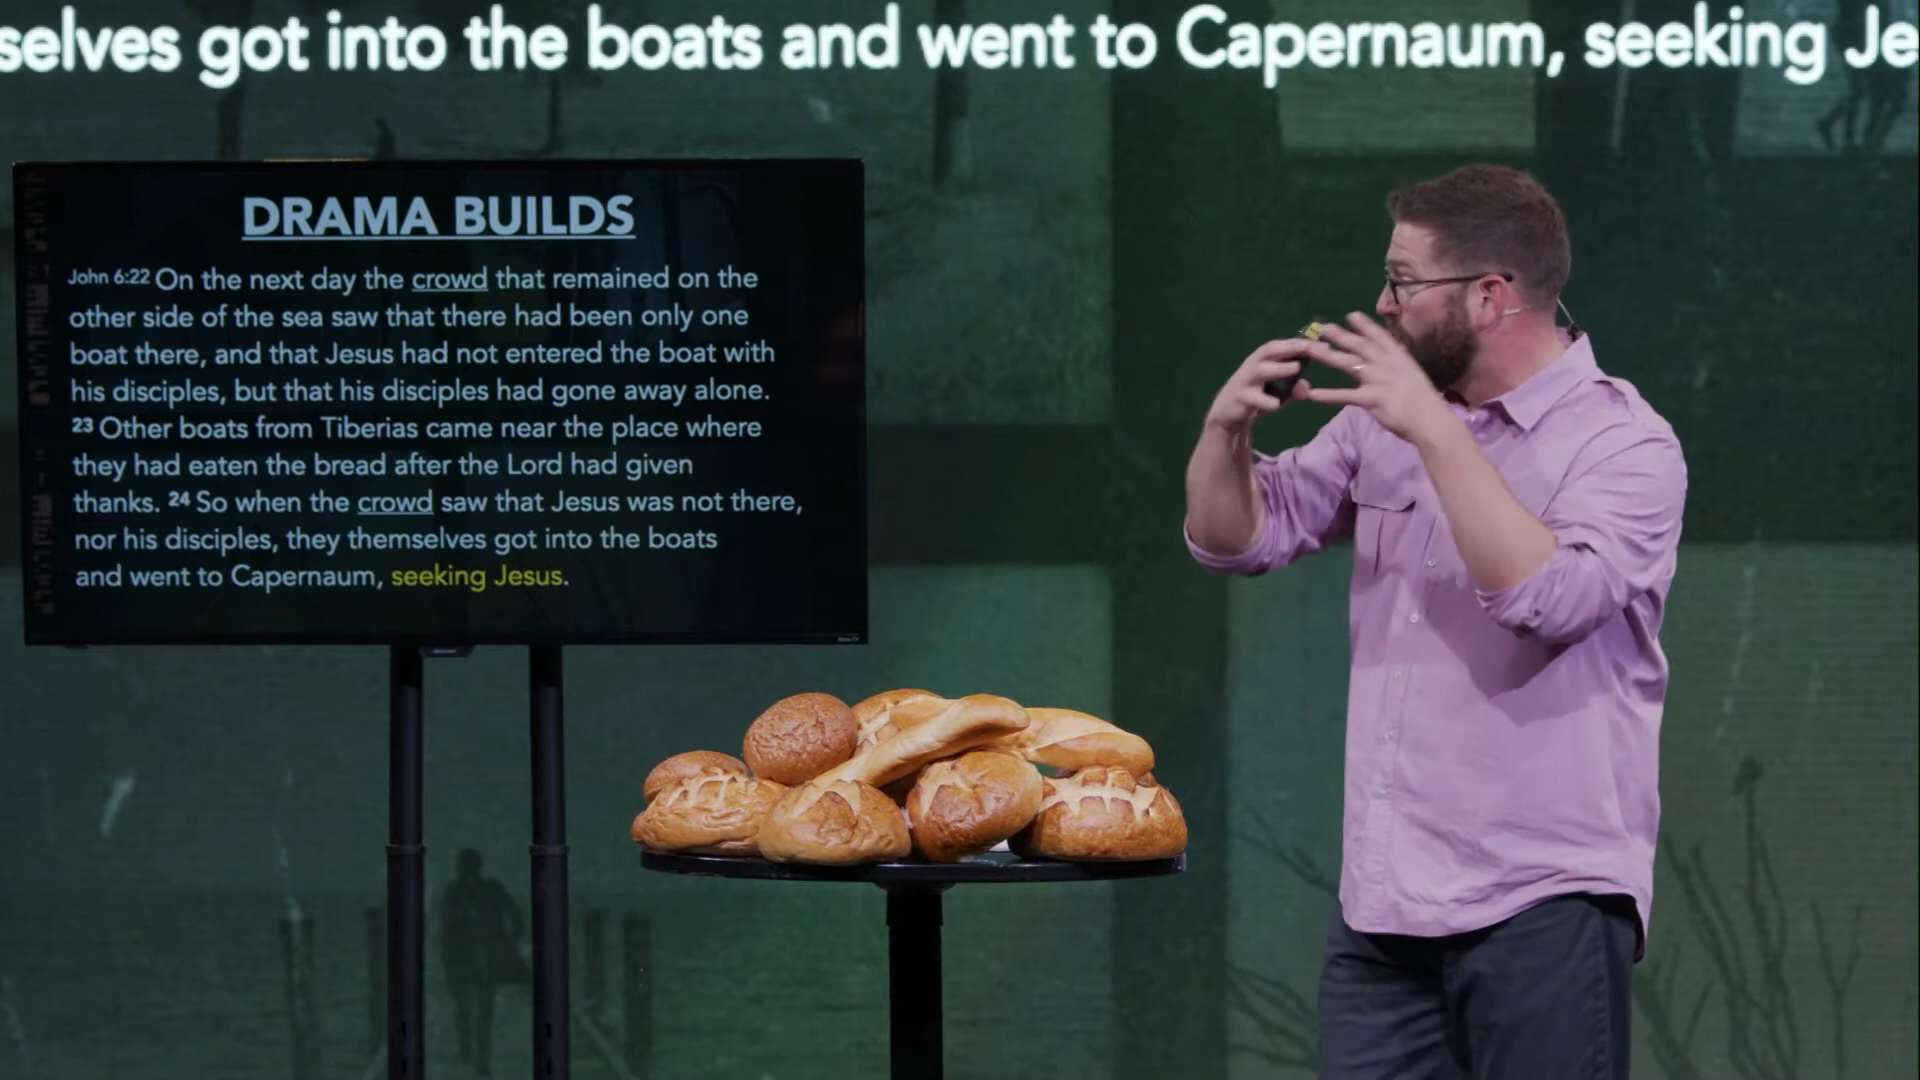 selves got into the boats and went to Capernaum, seeking Je
DRAMA BUILDS
John 6:22 On the next day the crowd that remained on the
other side of the sea saw that there had been only one
boat there, and that Jesus had not entered the boat with
his disciples, but that his disciples had gone away alone.
23 Other boats from Tiberias came near the place where
they had eaten the bread after the Lord had given
thanks. 24 So when the crowd saw that Jesus was not there,
nor his disciples, they themselves got into the boats
and went to Capernaum, seeking Jesus.